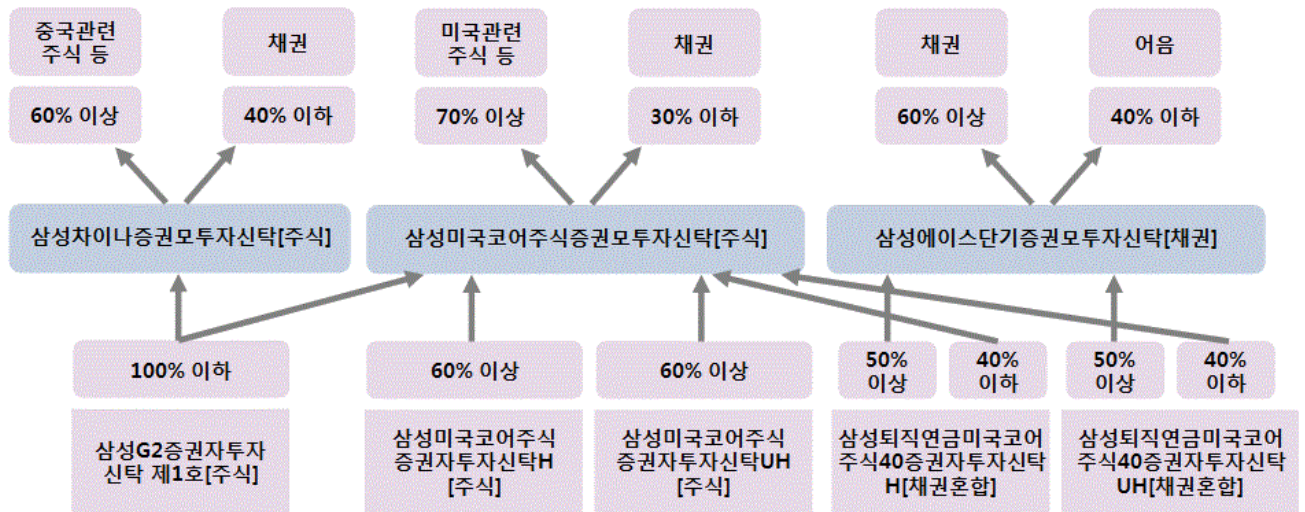 중국관련
주식 등
채권
미국관련
주식 등
채권
채권
어음
60% 이상
40% 이하
70% 이상
30% 이하
60% 이상
40% 이하
삼성차이나증권모투자신탁[주식]
삼성미국코어주식증권모투자신탁[주식]
삼성에이스단기증권모투자신탁[채권]
100% 이하
60% 이상
60% 이상
50%
이상
40%
이하
50%
이상
40%
이하
삼성G2증권자투자
신탁 제1호[주식]
삼성미국코어주식
증권자투자신탁H
[주식]
삼성미국코어주식
증권자투자신탁UH
[주식]
삼성퇴직연금미국코어
주식40증권자투자신탁
H[채권혼합]
삼성퇴직연금미국코어
주식40증권자투자신탁
UH[채권혼합]